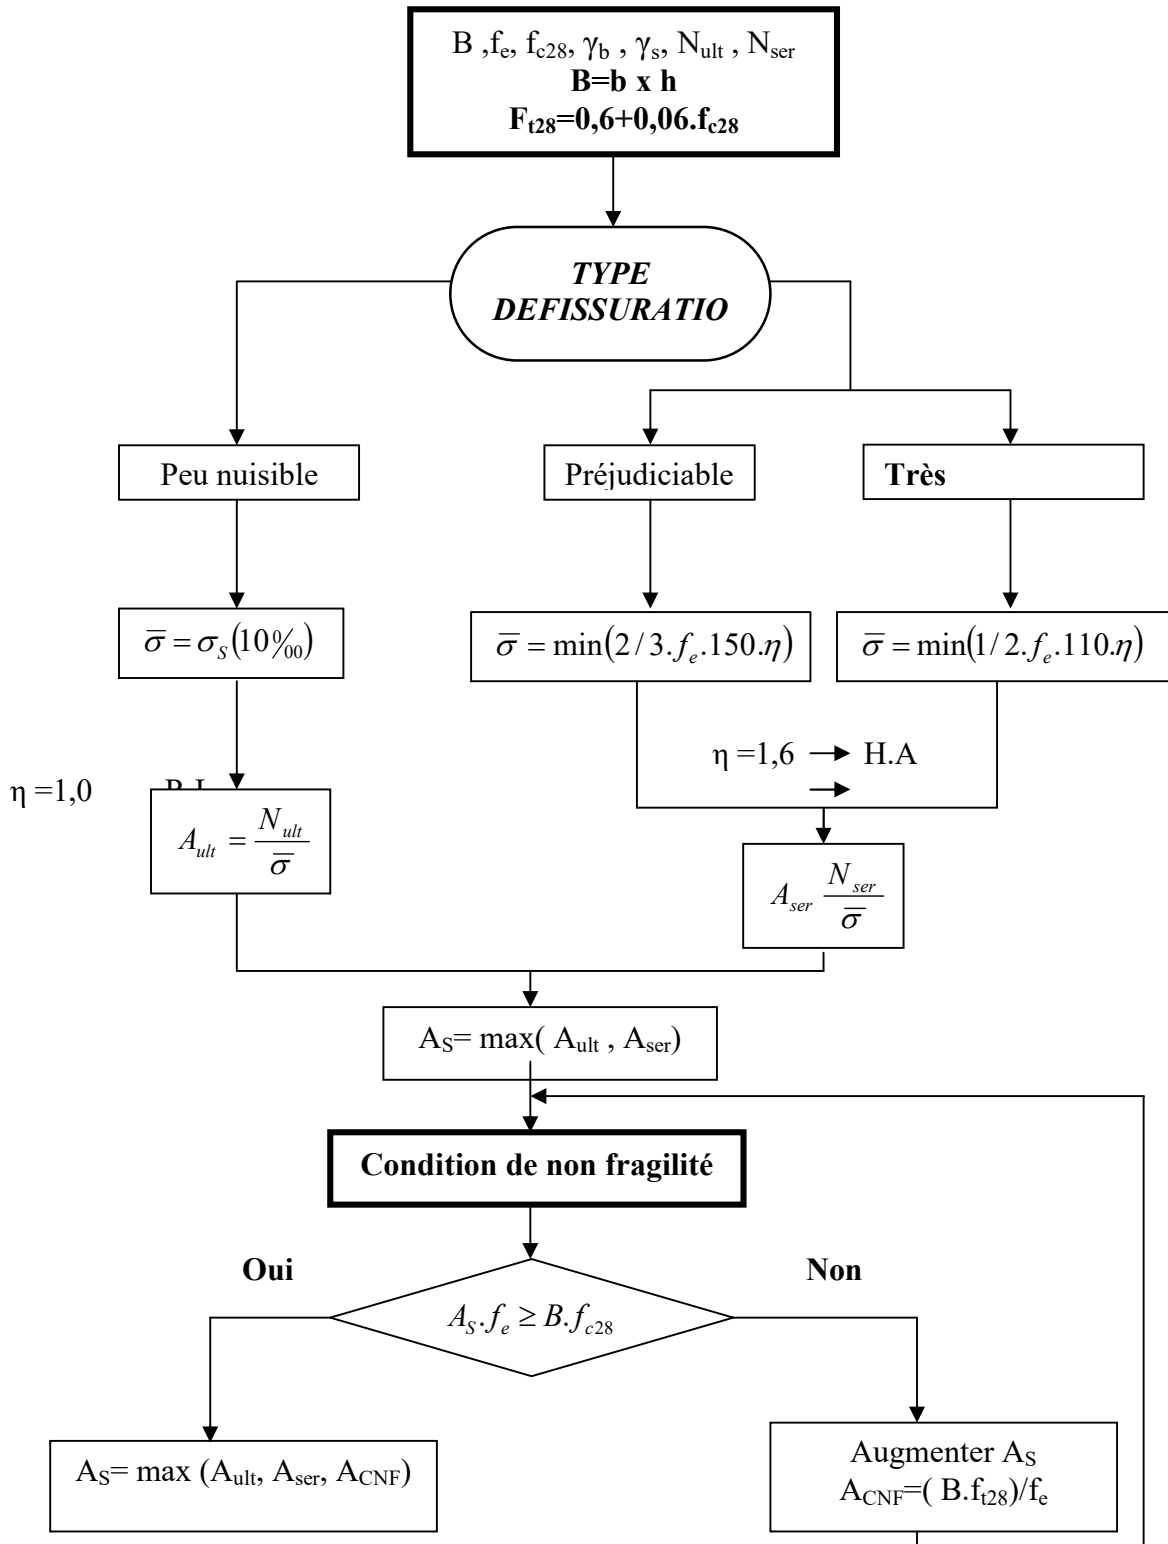 B ,fe, fc28, γb , γs, Nult , Nser
B=b x h
Ft28=0,6+0,06.fc28
TYPE
DEFISSURATIO
Peu nuisible
Préjudiciable
Très
σ̅ = σS(10‰)
σ̅ = min(2/3.fe.150.η)
σ̅ = min(1/2.fe.110.η)
η =1,6 → H.A
→
η =1,0
Ault = Nult / σ̅
Aser Nser / σ̅
AS= max( Ault , Aser)
Condition de non fragilité
Oui
Non
AS.fe ≥ B.fc28
AS= max (Ault, Aser, ACNF)
Augmenter AS
ACNF=( B.ft28)/fe